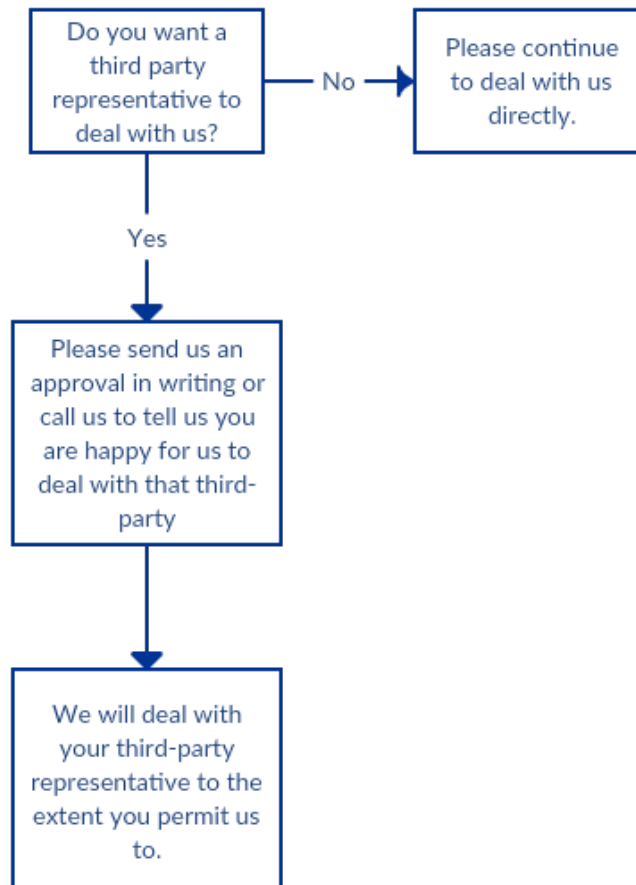 Do you want a
third party
representative to
deal with us?
No
Please continue
to deal with us
directly.
Yes
Please send us an
approval in writing or
call us to tell us you
are happy for us to
deal with that third-
party
We will deal with
your third-party
representative to the
extent you permit us
to.